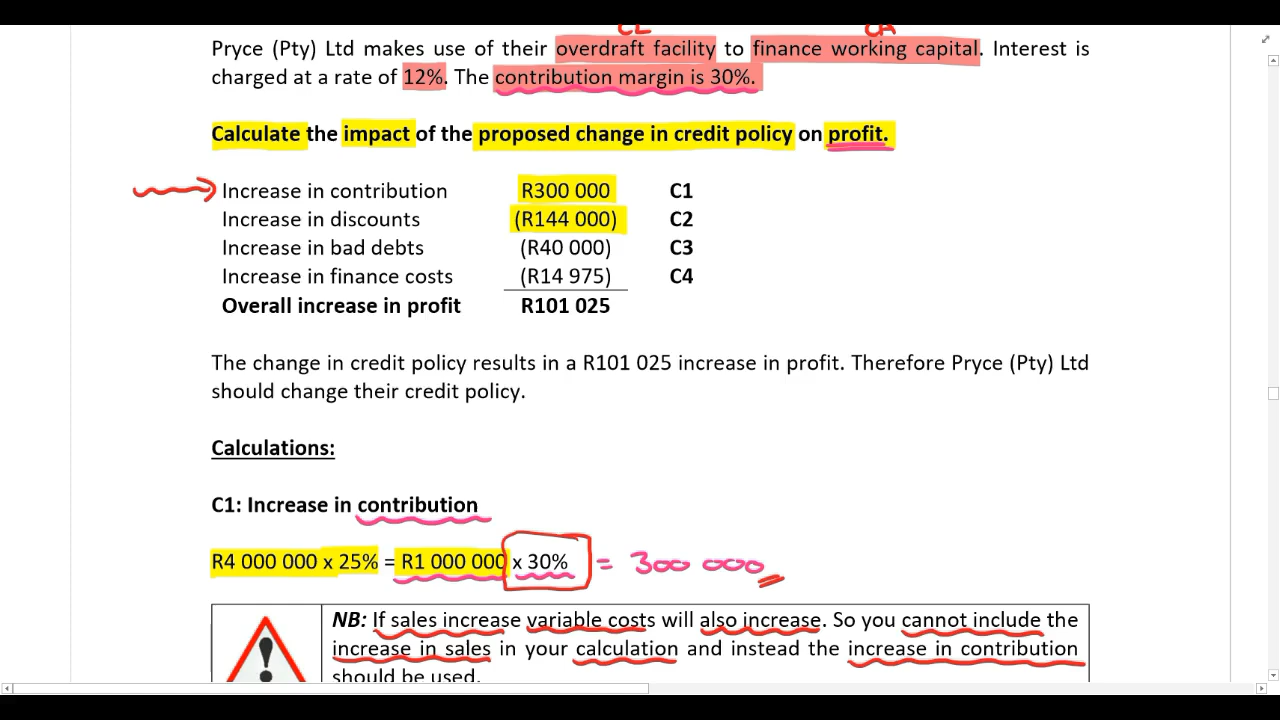 CL CA
Pryce (Pty) Ltd makes use of their overdraft facility to finance working capital. Interest is
charged at a rate of 12%. The contribution margin is 30%.
Calculate the impact of the proposed change in credit policy on profit.
Increase in contribution R300 000 C1
Increase in discounts (R144 000) C2
Increase in bad debts (R40 000) C3
Increase in finance costs (R14 975) C4
Overall increase in profit R101 025
The change in credit policy results in a R101 025 increase in profit. Therefore Pryce (Pty) Ltd
should change their credit policy.
Calculations:
C1: Increase in contribution
R4 000 000 x 25% = R1 000 000 x 30% = 300 000
NB: If sales increase variable costs will also increase. So you cannot include the
increase in sales in your calculation and instead the increase in contribution
should be used.